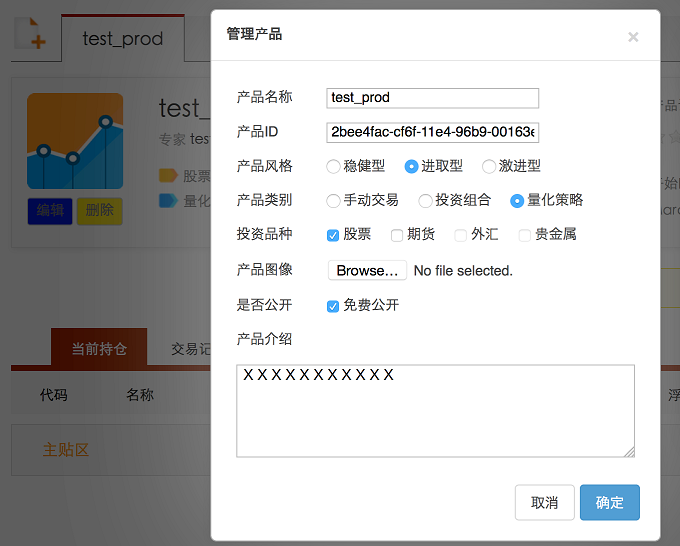 test_prod
管理产品
×
test_
专家 test
股票
量化
编辑
删除
产品名称
test_prod
产品ID
2bee4fac-cf6f-11e4-96b9-00163e
产品风格
稳健型
进取型
激进型
产品类别
手动交易
投资组合
量化策略
投资品种
股票
期货
外汇
贵金属
产品图像
Browse...
No file selected.
是否公开
免费公开
产品介绍
X X X X X X X X X X X
当前持仓
交易记
代码
名称
浮
主贴区
取消
确定